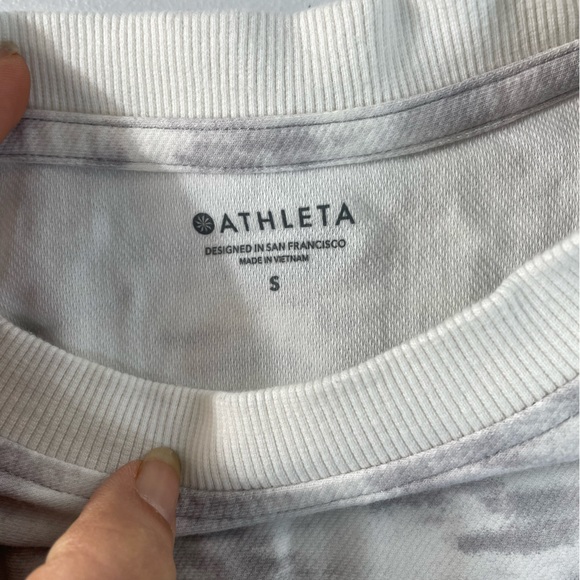 ATHLETA
DESIGNED IN SAN FRANCISCO
MADE IN VIETNAM
S